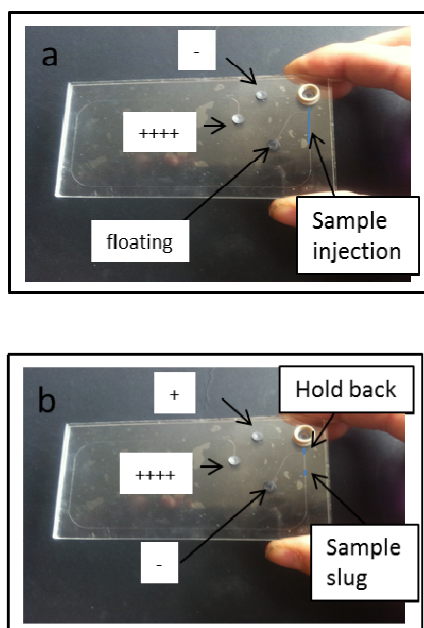 a
-
++++
floating
Sample
injection
b
+
Hold back
++++
-
Sample
slug